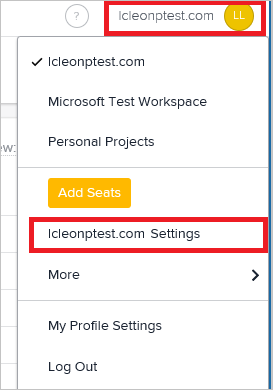 ? lcleonptest.com LL
lcleonptest.com
Microsoft Test Workspace
Personal Projects
ew:
Add Seats
lcleonptest.com Settings
More
My Profile Settings
Log Out